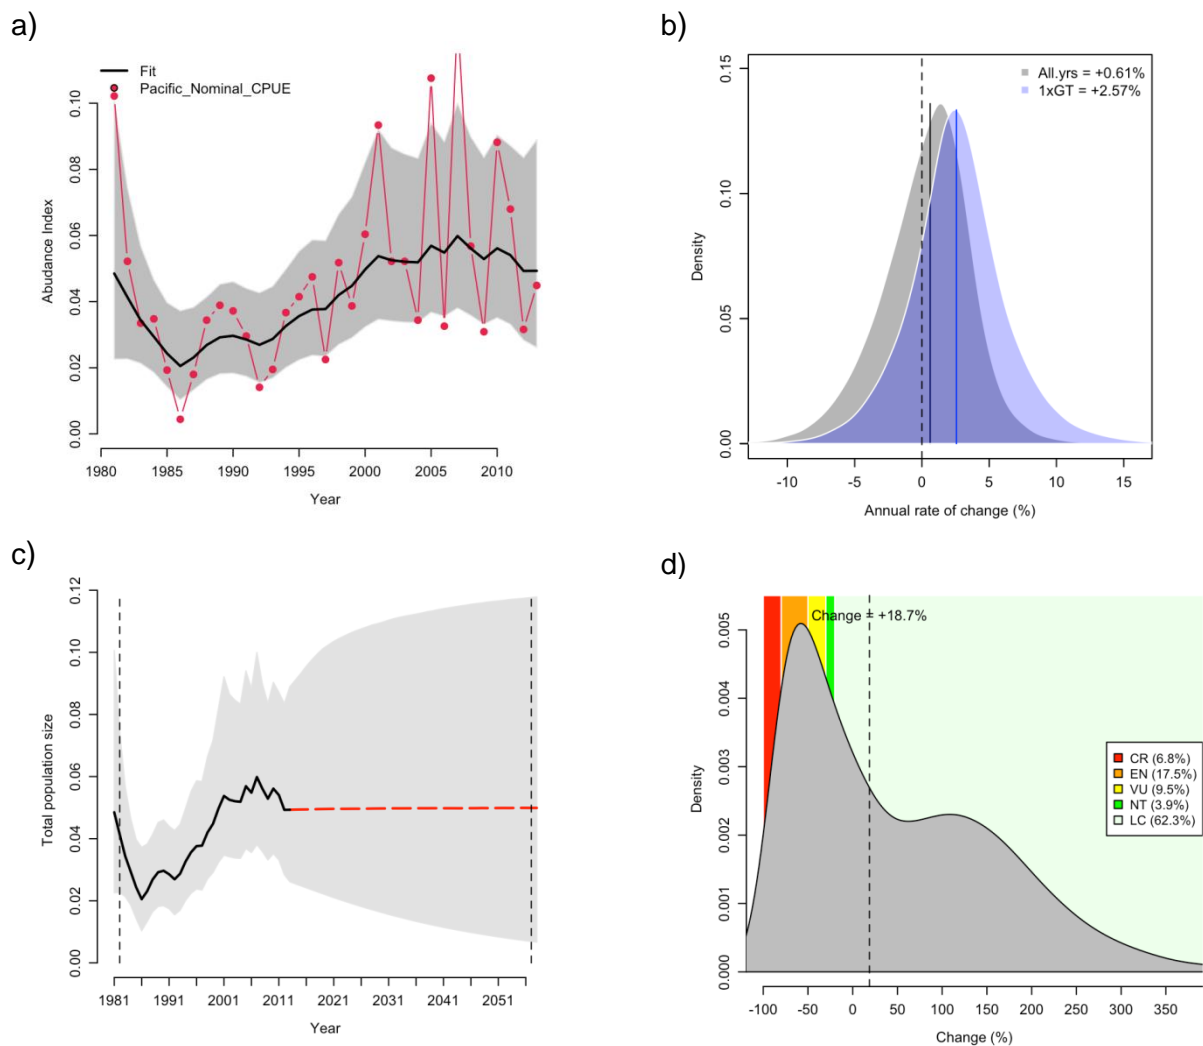 a)
Fit
Pacific_Nominal_CPUE
0.00 0.02 0.04 0.06 0.08 0.10
Abudance Index
1980 1985 1990 1995 2000 2005 2010
Year
b)
All.yrs = +0.61%
1xGT = +2.57%
0.00 0.05 0.10 0.15
Density
-10 -5 0 5 10 15
Annual rate of change (%)
c)
0.00 0.02 0.04 0.06 0.08 0.10 0.12
Total population size
1981 1991 2001 2011 2021 2031 2041 2051
Year
d)
Change = +18.7%
CR (6.8%)
EN (17.5%)
VU (9.5%)
NT (3.9%)
LC (62.3%)
0.000 0.001 0.002 0.003 0.004 0.005
Density
-100 -50 0 50 100 150 200 250 300 350
Change (%)